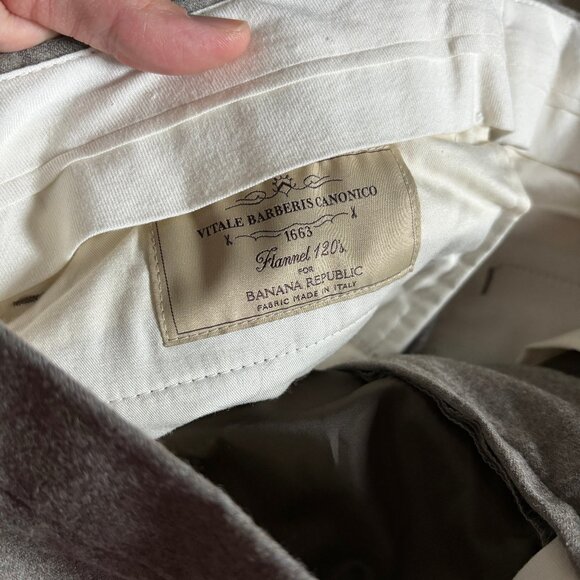 VITALE BARBERIS CANONICO
1663
Flannel 120's
FOR
BANANA REPUBLIC
FABRIC MADE IN ITALY